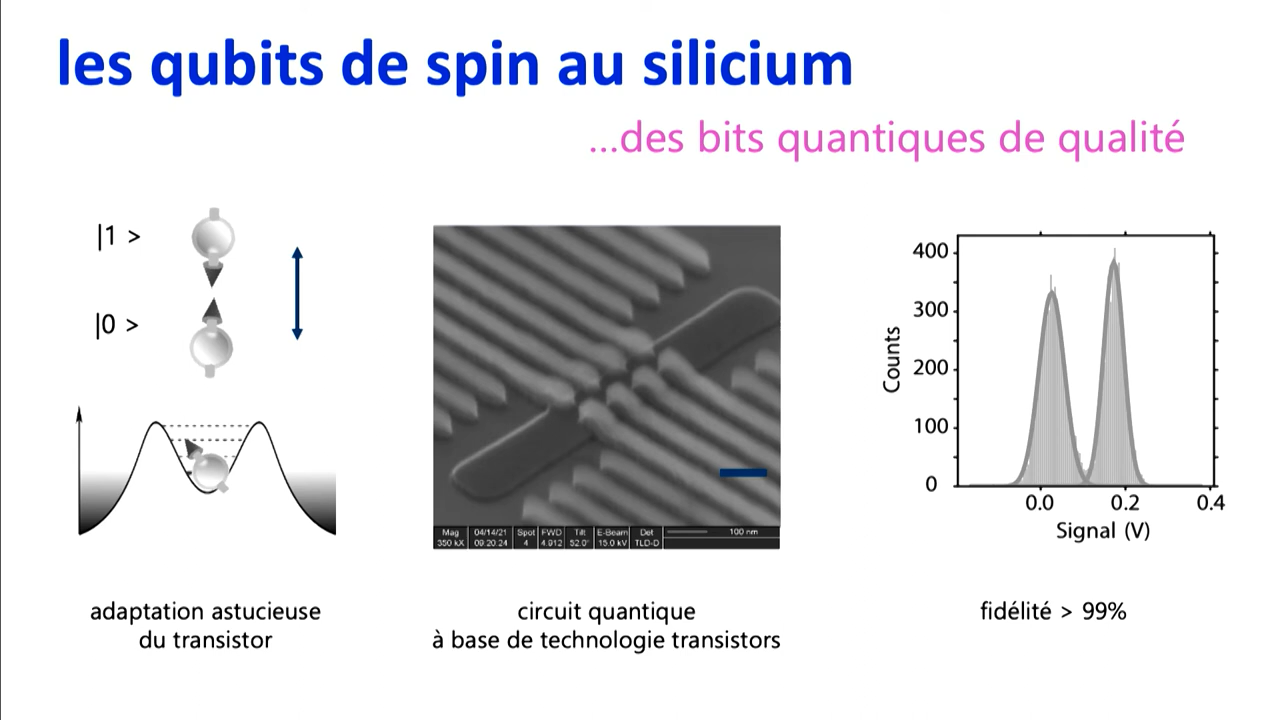 les qubits de spin au silicium
...des bits quantiques de qualité
|1 >
|0 >
Mag 04/14/21 Spot FWD Tilt E-Beam Det 100 nm
350 kX 09:20:24 4 4.912 52.0° 15.0 kV TLD-D
400
300
200
100
0
Counts
0.0 0.2 0.4
Signal (V)
adaptation astucieuse
du transistor
circuit quantique
à base de technologie transistors
fidélité > 99%